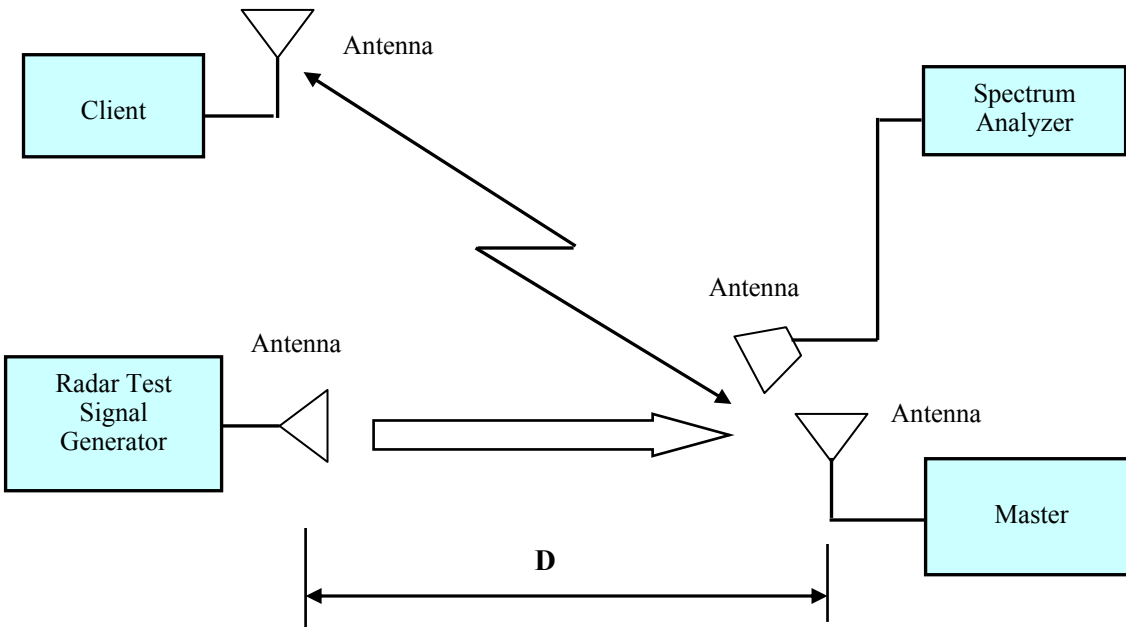 Antenna
Client
Spectrum
Analyzer
Antenna
Antenna
Radar Test
Signal
Generator
Antenna
Master
D